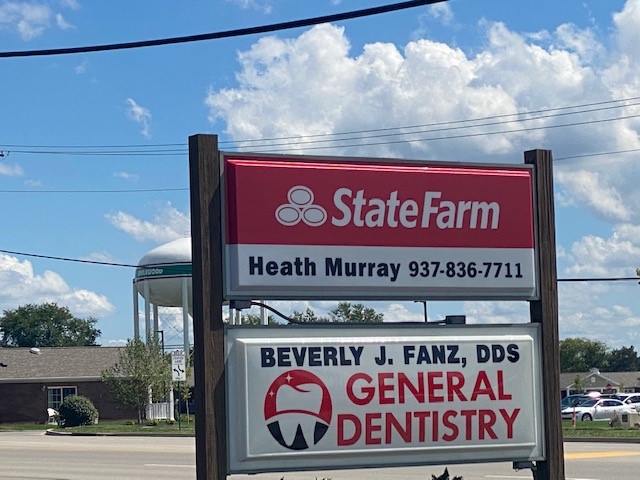 StateFarm
Heath Murray 937-836-7711
BEVERLY J. FANZ, DDS
GENERAL
DENTISTRY